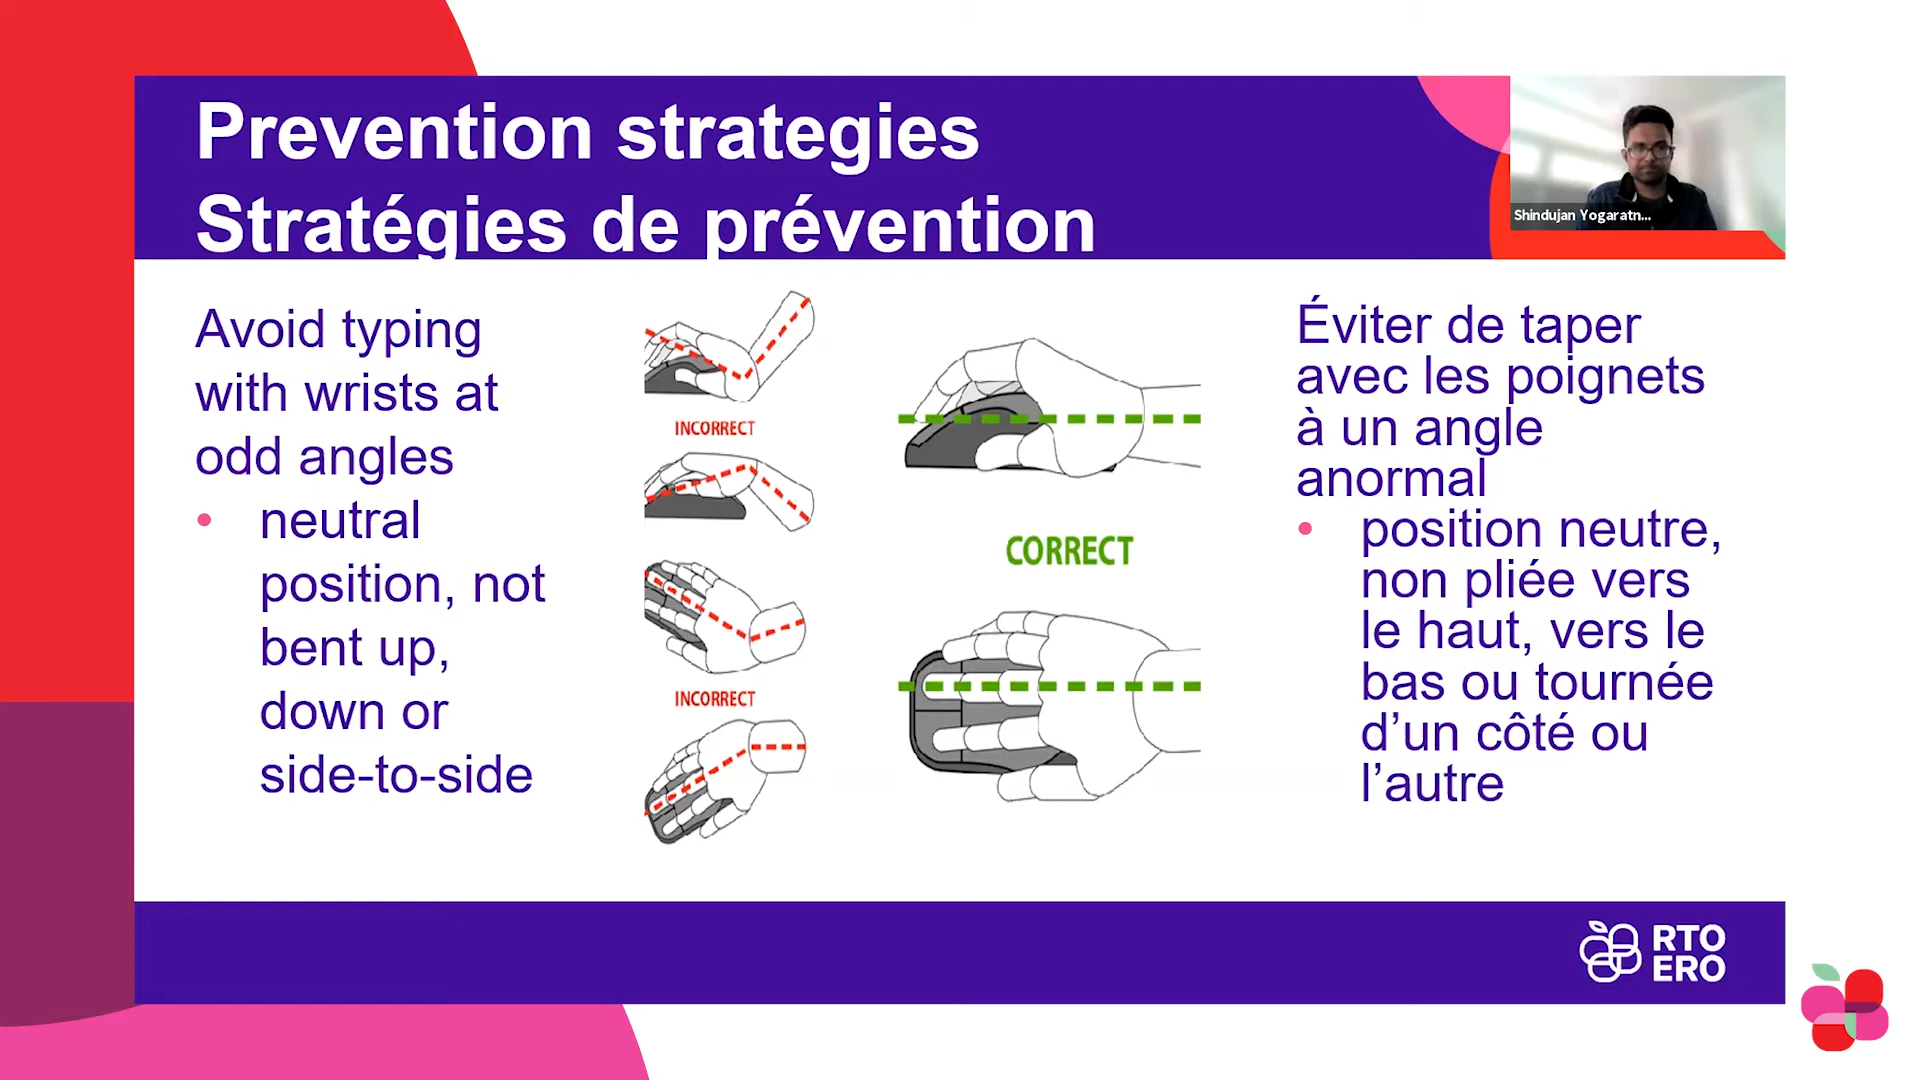 Prevention strategies
Stratégies de prévention
Shindujan Yogaratn...
Avoid typing
with wrists at
odd angles
• neutral
position, not
bent up,
down or
side-to-side
INCORRECT
INCORRECT
CORRECT
Éviter de taper
avec les poignets
à un angle
anormal
• position neutre,
non pliée vers
le haut, vers le
bas ou tournée
d’un côté ou
l’autre
RTO
ERO